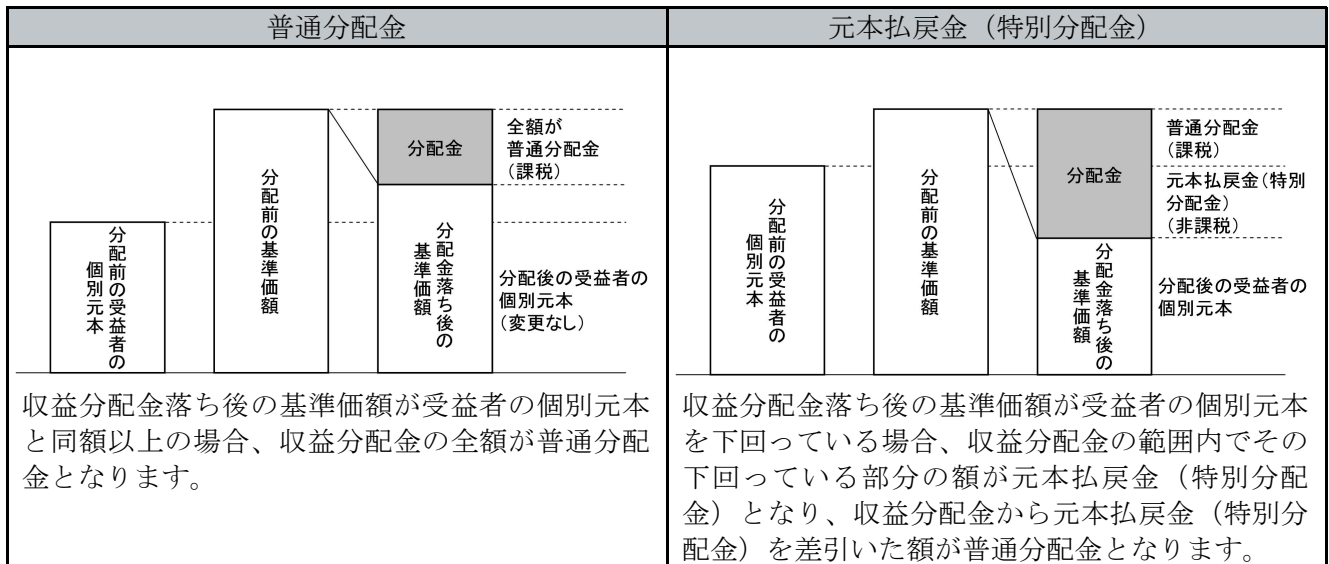 普通分配金
分配前の受益者の
個別元本
分配前の基準価額
分配金
分配金落ち後の
基準価額
全額が
普通分配金
(課税)
分配後の受益者の
個別元本
(変更なし)
収益分配金落ち後の基準価額が受益者の個別元本
と同額以上の場合、収益分配金の全額が普通分配
金となります。
元本払戻金（特別分配金）
分配前の受益者の
個別元本
分配前の基準価額
分配金
分配金落ち後の
基準価額
普通分配金
(課税)
元本払戻金(特別
分配金)
(非課税)
分配後の受益者の
個別元本
収益分配金落ち後の基準価額が受益者の個別元本
を下回っている場合、収益分配金の範囲内でその
下回っている部分の額が元本払戻金（特別分配
金）となり、収益分配金から元本払戻金（特別分
配金）を差引いた額が普通分配金となります。